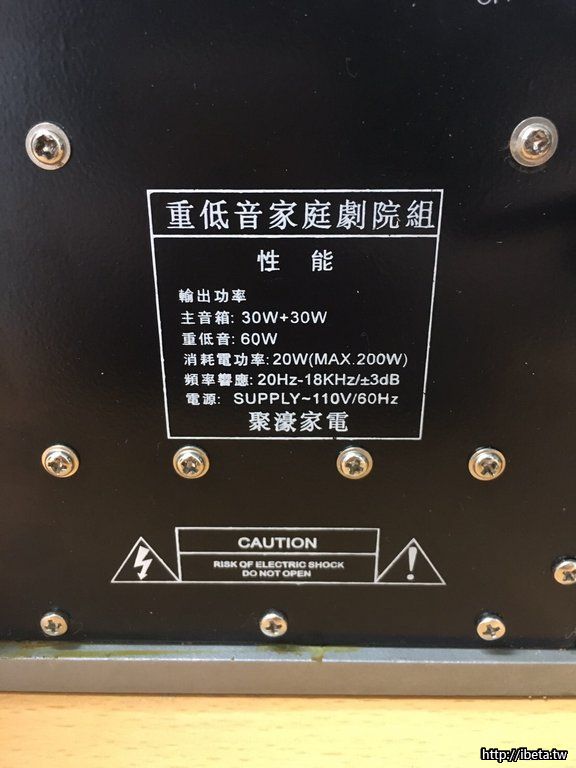 重低音家庭劇院組
性 能
輸出功率
主音箱: 30W+30W
重低音: 60W
消耗電功率: 20W(MAX.200W)
頻率響應: 20Hz-18KHz/±3dB
電源: SUPPLY~110V/60Hz
聚濠家電
CAUTION
RISK OF ELECTRIC SHOCK
DO NOT OPEN
http://ibeta.tw